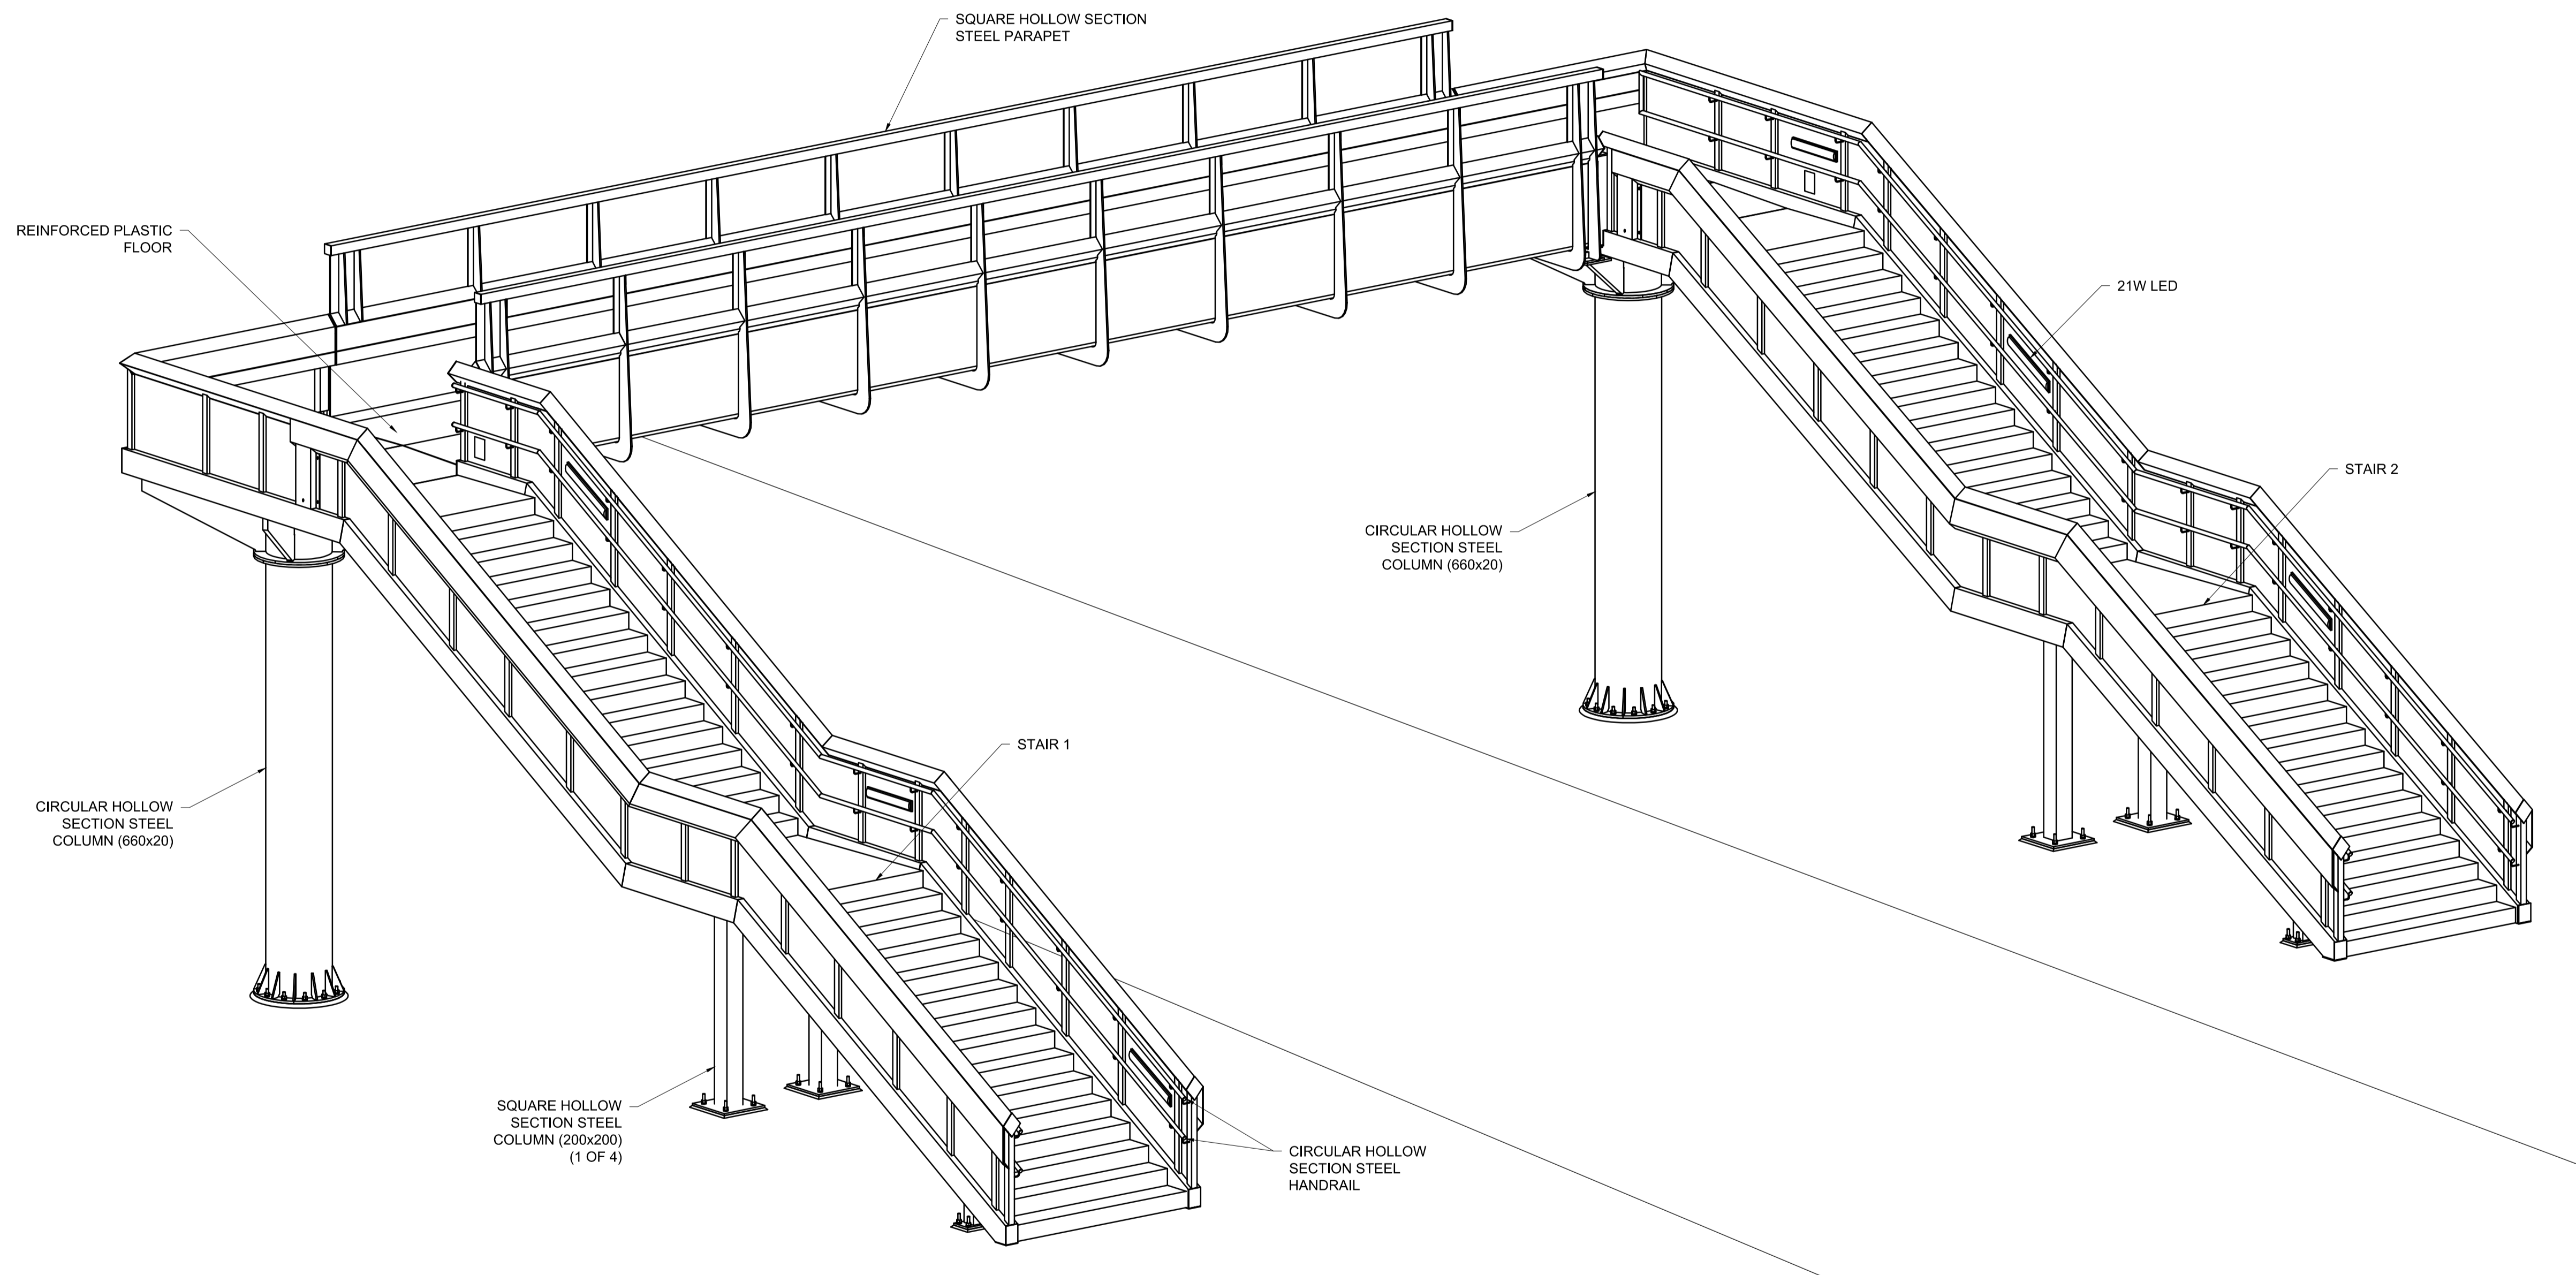 SQUARE HOLLOW SECTION
STEEL PARAPET
REINFORCED PLASTIC
FLOOR
21W LED
STAIR 2
CIRCULAR HOLLOW
SECTION STEEL
COLUMN (660x20)
STAIR 1
CIRCULAR HOLLOW
SECTION STEEL
COLUMN (660x20)
SQUARE HOLLOW
SECTION STEEL
COLUMN (200x200)
(1 OF 4)
CIRCULAR HOLLOW
SECTION STEEL
HANDRAIL